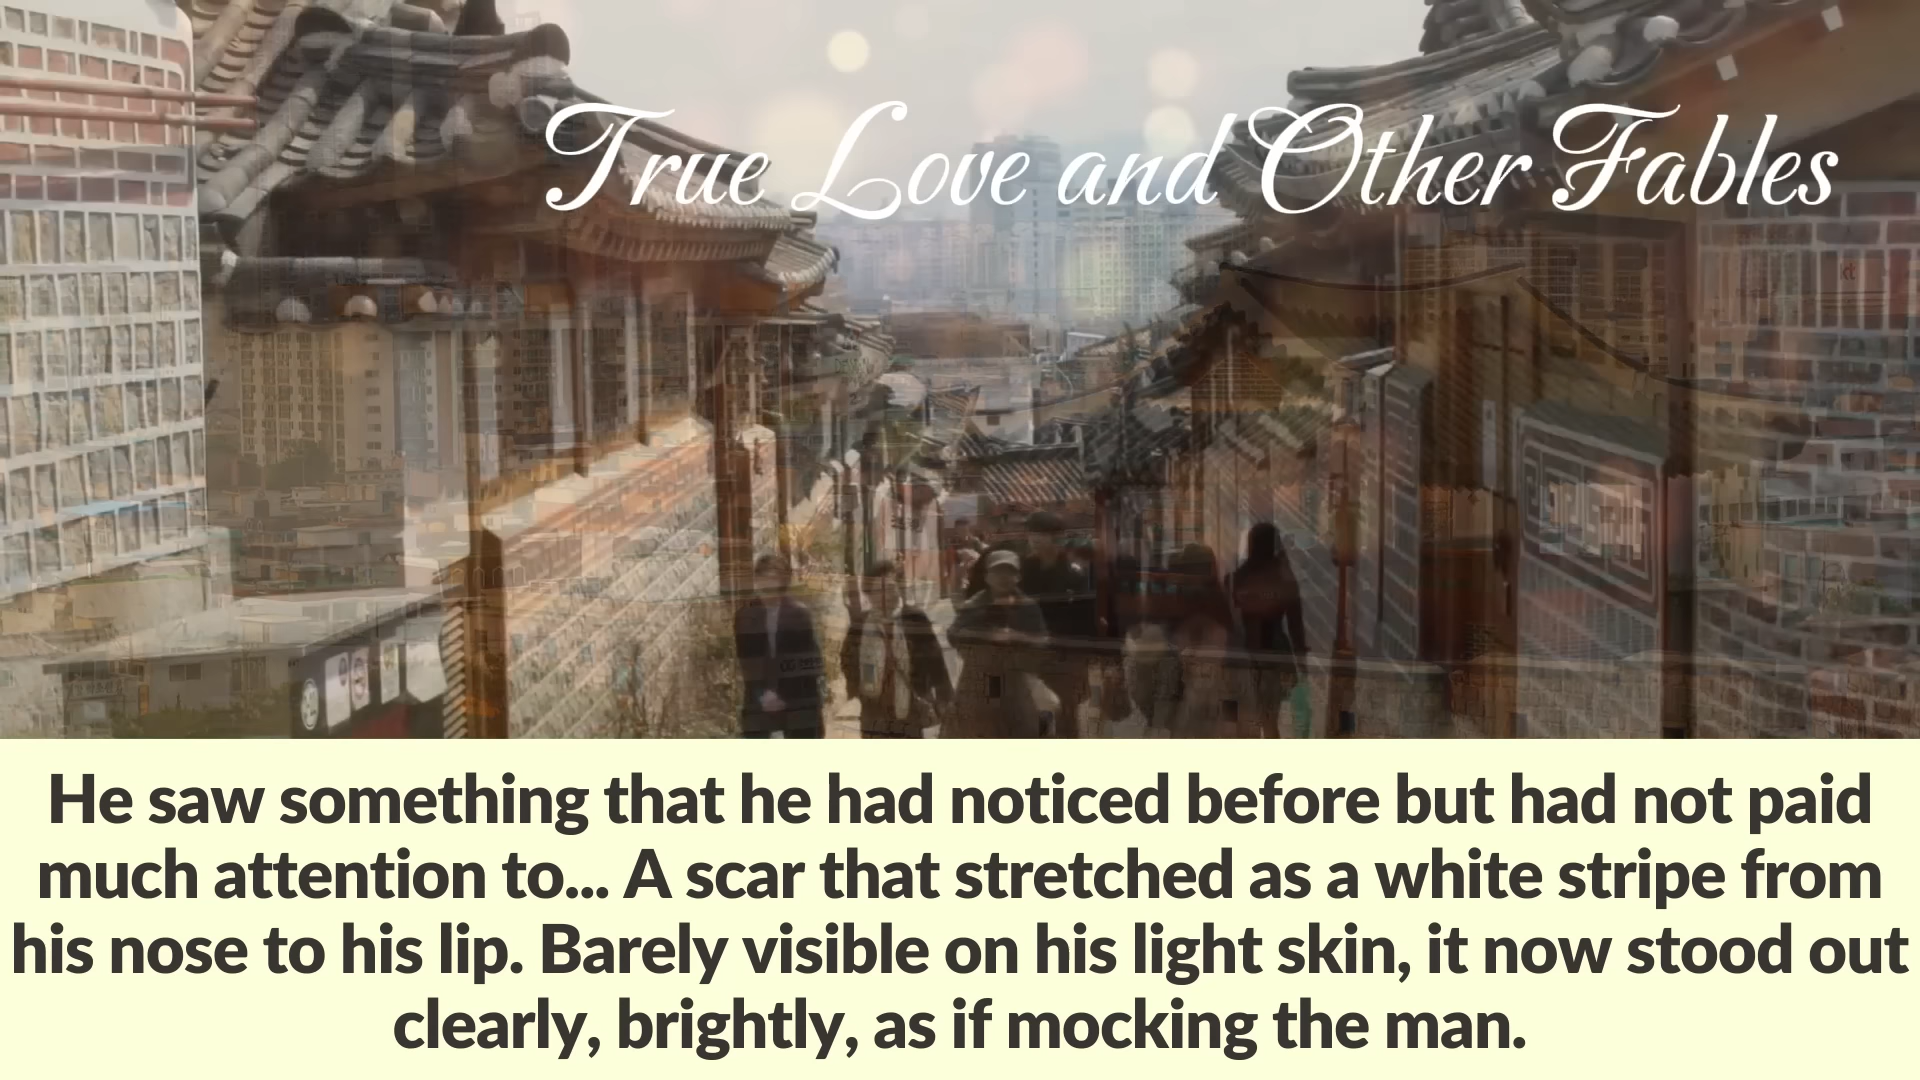 True Love and Other Fables
He saw something that he had noticed before but had not paid
much attention to... A scar that stretched as a white stripe from
his nose to his lip. Barely visible on his light skin, it now stood out
clearly, brightly, as if mocking the man.